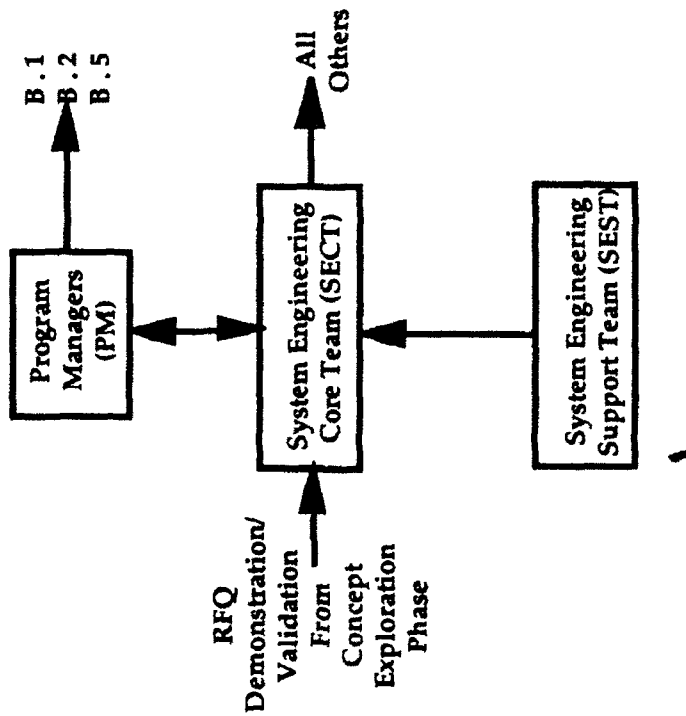 Program
Managers
(PM)
B.1
B.2
B.5
RFQ
Demonstration/
Validation
From
Concept
Exploration
Phase
System Engineering
Core Team (SECT)
All
Others
System Engineering
Support Team (SEST)